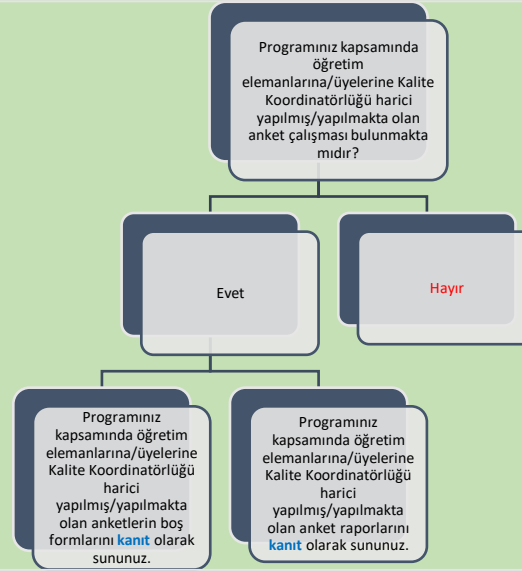 Programınız kapsamında
öğretim
elemanlarına/üyelerine Kalite
Koordinatörlüğü harici
yapılmış/yapılmakta olan
anket çalışması bulunmakta
mıdır?
Evet
Hayır
Programınız
kapsamında öğretim
elemanlarına/üyelerine
Kalite Koordinatörlüğü
harici
yapılmış/yapılmakta
olan anketlerin boş
formlarını kanıt olarak
sununuz.
Programınız
kapsamında öğretim
elemanlarına/üyelerine
Kalite Koordinatörlüğü
harici
yapılmış/yapılmakta
olan anket raporlarını
kanıt olarak sununuz.